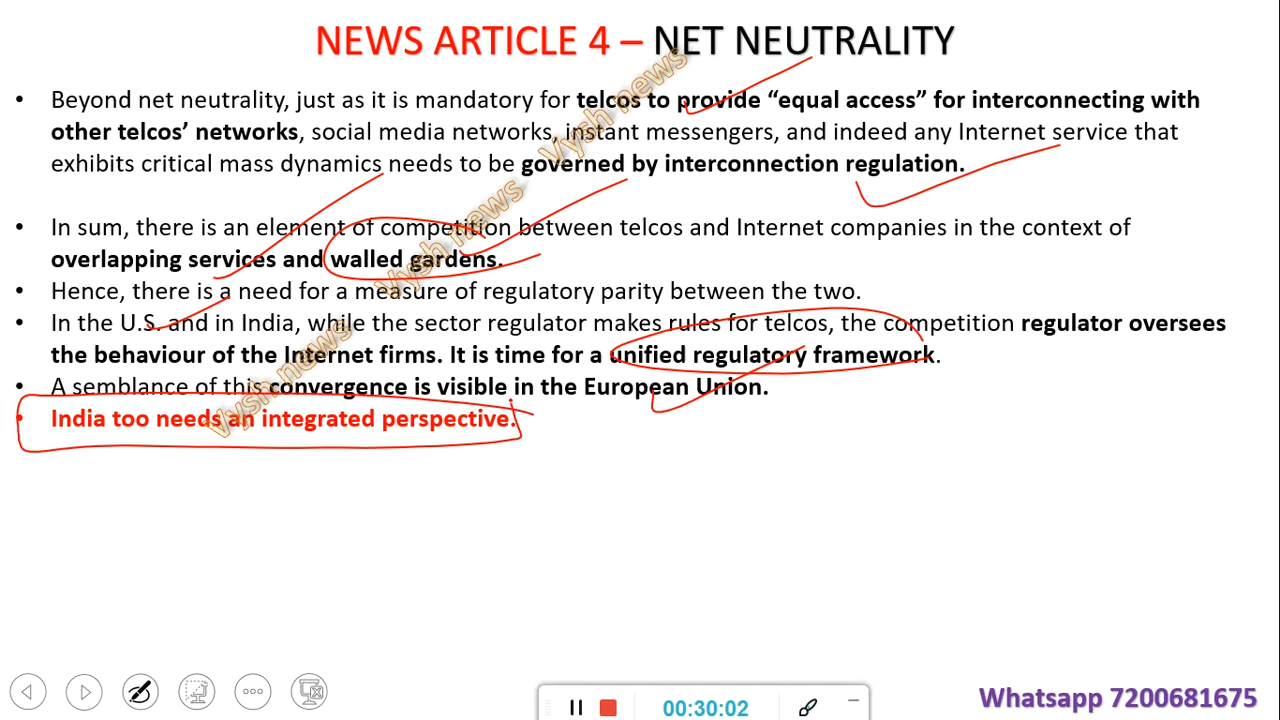 NEWS ARTICLE 4 – NET NEUTRALITY
• Beyond net neutrality, just as it is mandatory for telcos to provide “equal access” for interconnecting with
other telcos’ networks, social media networks, instant messengers, and indeed any Internet service that
exhibits critical mass dynamics needs to be governed by interconnection regulation.
• In sum, there is an element of competition between telcos and Internet companies in the context of
overlapping services and walled gardens.
• Hence, there is a need for a measure of regulatory parity between the two.
• In the U.S. and in India, while the sector regulator makes rules for telcos, the competition regulator oversees
the behaviour of the Internet firms. It is time for a unified regulatory framework.
• A semblance of this convergence is visible in the European Union.
• India too needs an integrated perspective.
Vysh news
Vysh news
Vysh news
00:30:02
Whatsapp 7200681675